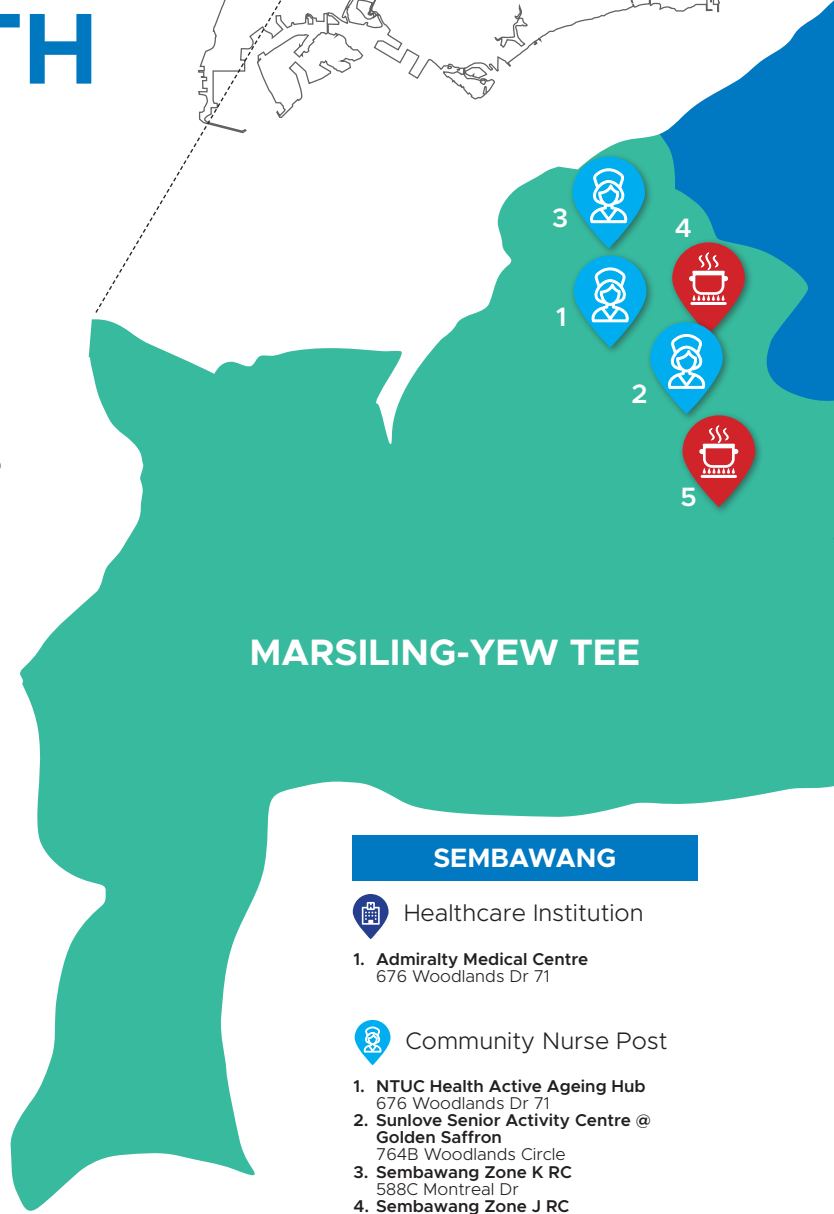 TH
3
4
1
2
5
MARSILING-YEW TEE
SEMBAWANG
H
Healthcare Institution
1. Admiralty Medical Centre
676 Woodlands Dr 71
Community Nurse Post
1. NTUC Health Active Ageing Hub
676 Woodlands Dr 71
2. Sunlove Senior Activity Centre @
Golden Saffron
764B Woodlands Circle
3. Sembawang Zone K RC
588C Montreal Dr
4. Sembawang Zone J RC